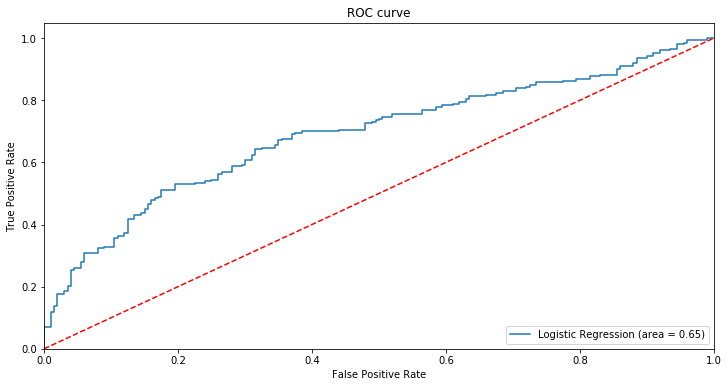 ROC curve
True Positive Rate
1.0
0.8
0.6
0.4
0.2
0.0
0.0 0.2 0.4 0.6 0.8 1.0
False Positive Rate
Logistic Regression (area = 0.65)